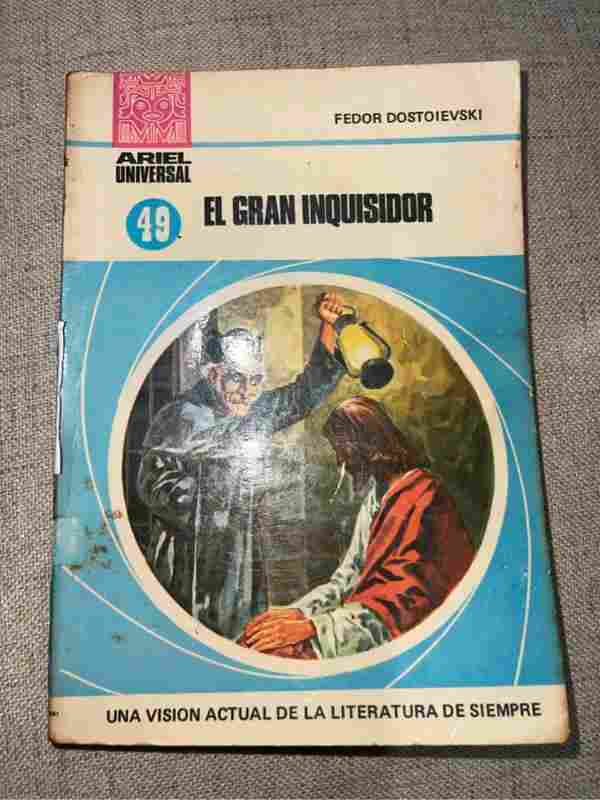 FEDOR DOSTOIEVSKI
ARIEL
UNIVERSAL
49
EL GRAN INQUISIDOR
UNA VISION ACTUAL DE LA LITERATURA DE SIEMPRE